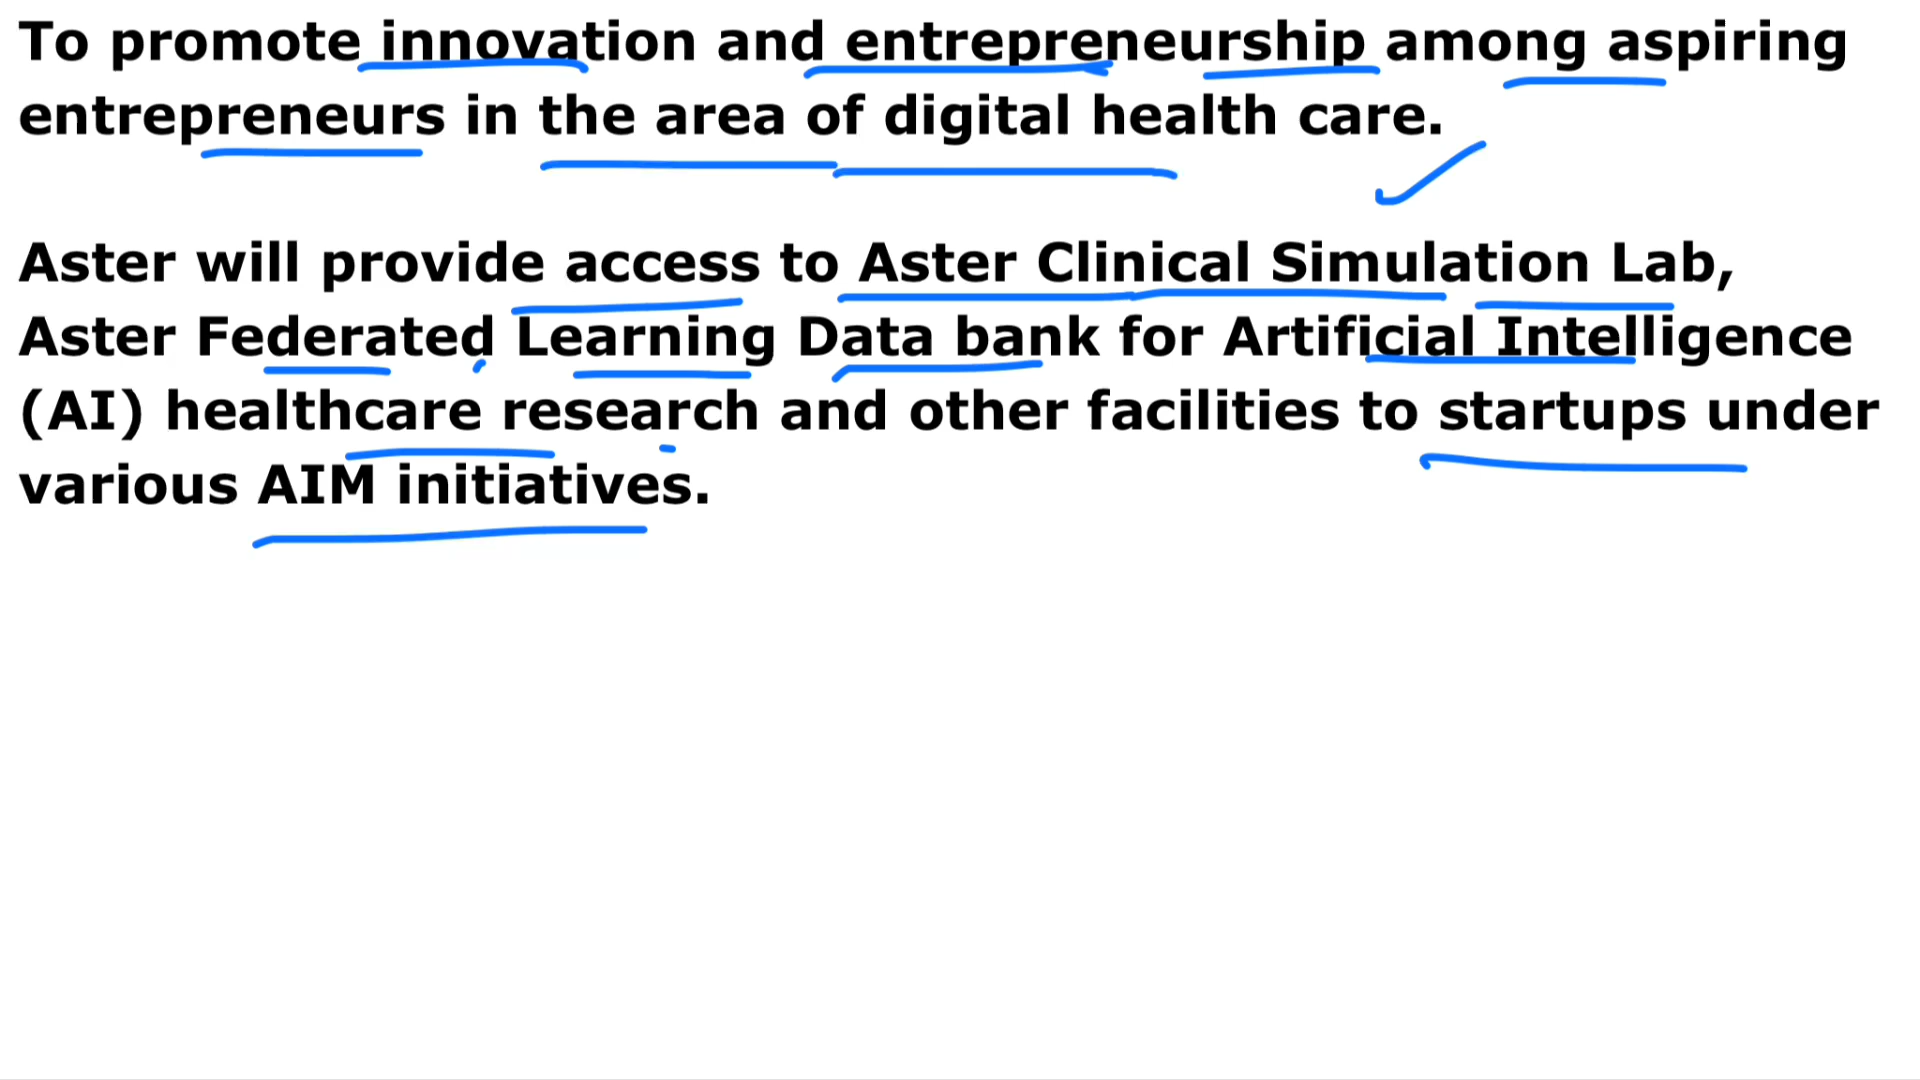 To promote innovation and entrepreneurship among aspiring
entrepreneurs in the area of digital health care.
Aster will provide access to Aster Clinical Simulation Lab,
Aster Federated Learning Data bank for Artificial Intelligence
(AI) healthcare research and other facilities to startups under
various AIM initiatives.